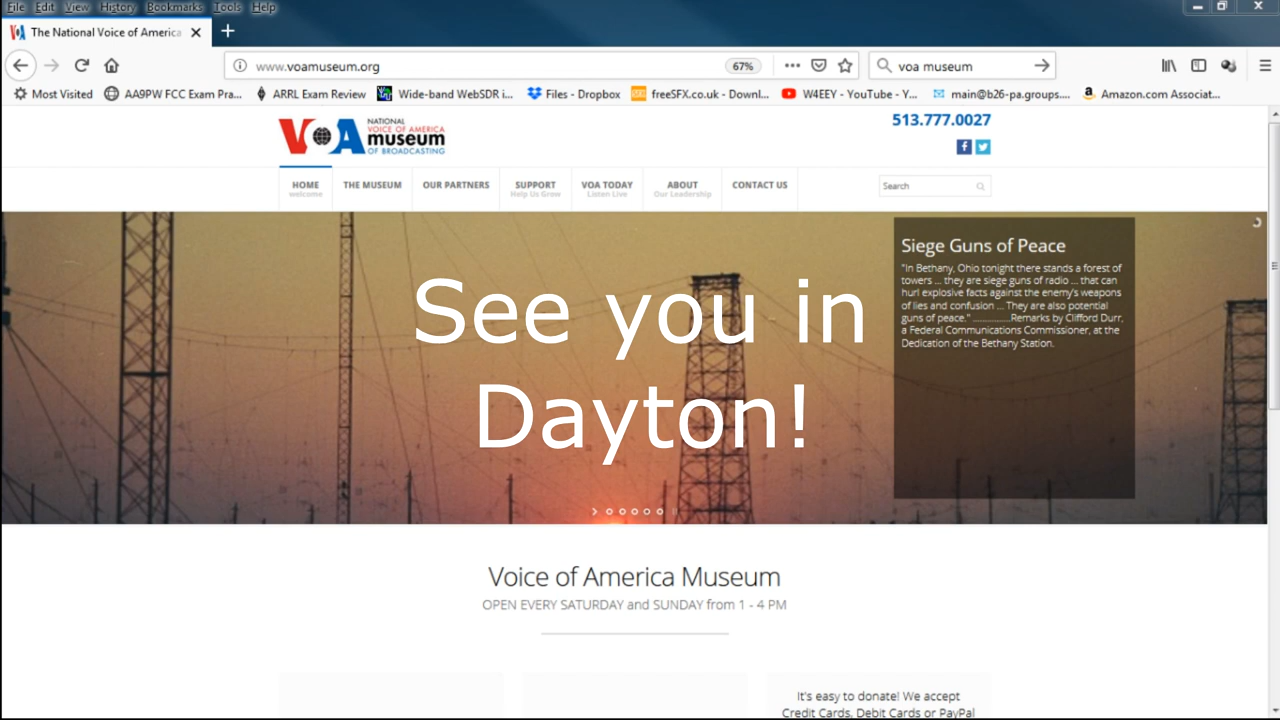 File Edit View History Bookmarks Tools Help
The National Voice of America
www.voamuseum.org
67%
voa museum
Most Visited AA9PW FCC Exam Pra... ARRL Exam Review Wide-band WebSDR i... Files - Dropbox freeSFX.co.uk - Downl... W4EEY - YouTube - Y... main@b26-pa.groups.... Amazon.com Associat...
VOA NATIONAL
VOICE OF AMERICA
museum
OF BROADCASTING
513.777.0027
HOME THE MUSEUM OUR PARTNERS SUPPORT VOA TODAY ABOUT CONTACT US
welcome Help Us Grow Listen Live Our Leadership
Search
Siege Guns of Peace
"In Bethany, Ohio tonight there stands a forest of
towers ... they are siege guns of radio ... that can
hurl explosive facts against the enemy's weapons
of lies and confusion ... They are also potential
guns of peace." ...............Remarks by Clifford Durr,
a Federal Communications Commissioner, at the
Dedication of the Bethany Station.
See you in
Dayton!
Voice of America Museum
OPEN EVERY SATURDAY and SUNDAY from 1 - 4 PM
It's easy to donate! We accept
Credit Cards, Debit Cards or PayPal